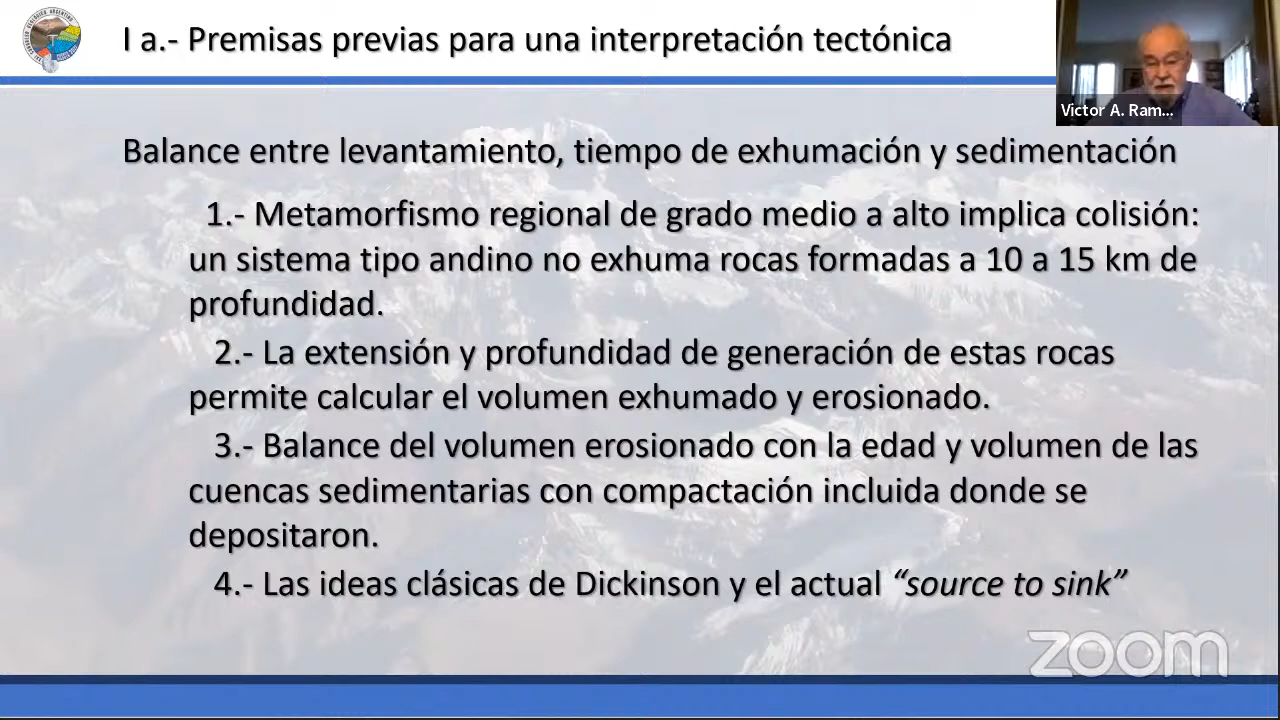 I a.- Premisas previas para una interpretación tectónica
Victor A. Ram...
Balance entre levantamiento, tiempo de exhumación y sedimentación
1.- Metamorfismo regional de grado medio a alto implica colisión:
un sistema tipo andino no exhuma rocas formadas a 10 a 15 km de
profundidad.
2.- La extensión y profundidad de generación de estas rocas
permite calcular el volumen exhumado y erosionado.
3.- Balance del volumen erosionado con la edad y volumen de las
cuencas sedimentarias con compactación incluida donde se
depositaron.
4.- Las ideas clásicas de Dickinson y el actual “source to sink”
zoom